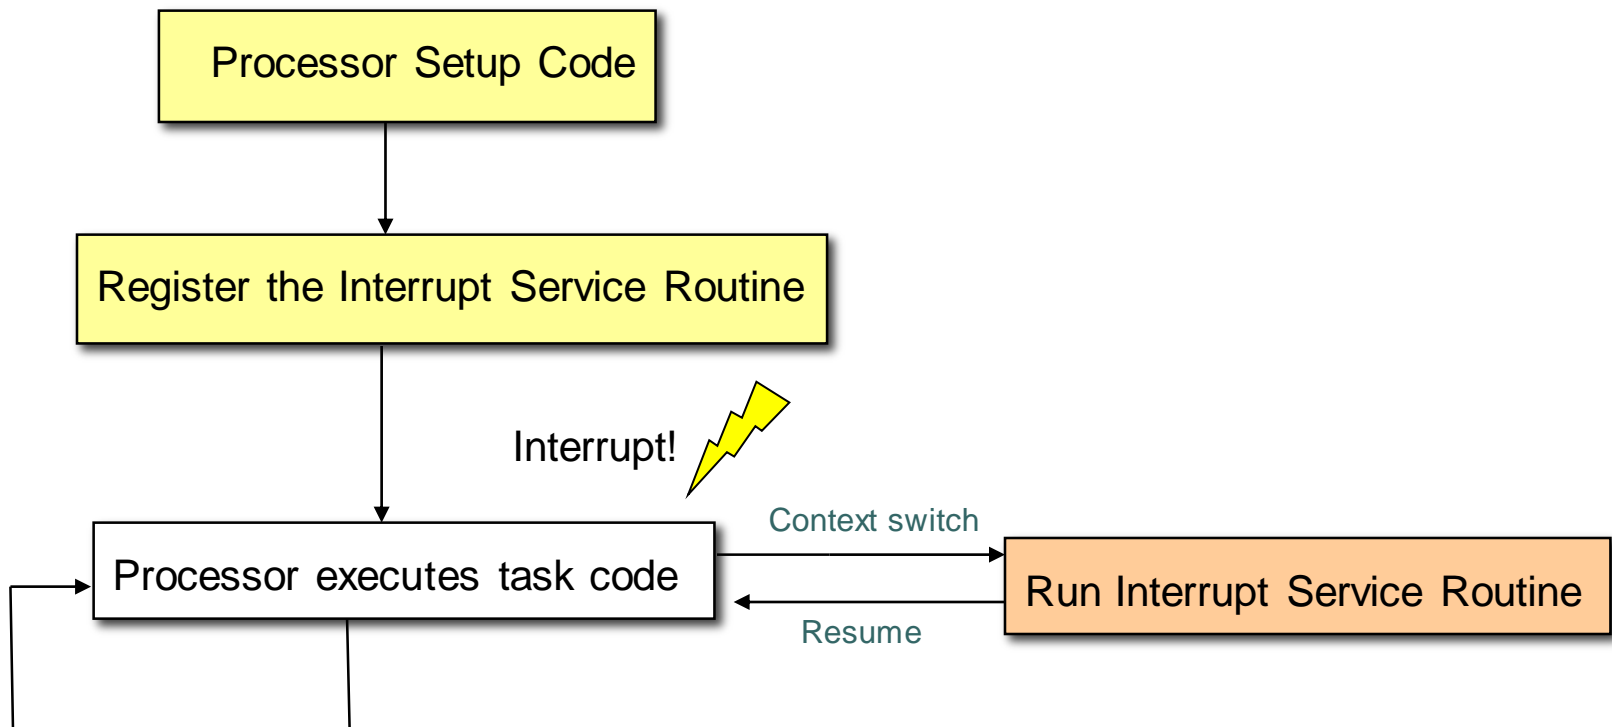 Processor Setup Code
Register the Interrupt Service Routine
Interrupt!
Context switch
Processor executes task code
Run Interrupt Service Routine
Resume